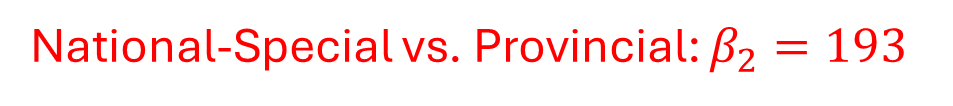 National-Special vs. Provincial: β₂ = 193